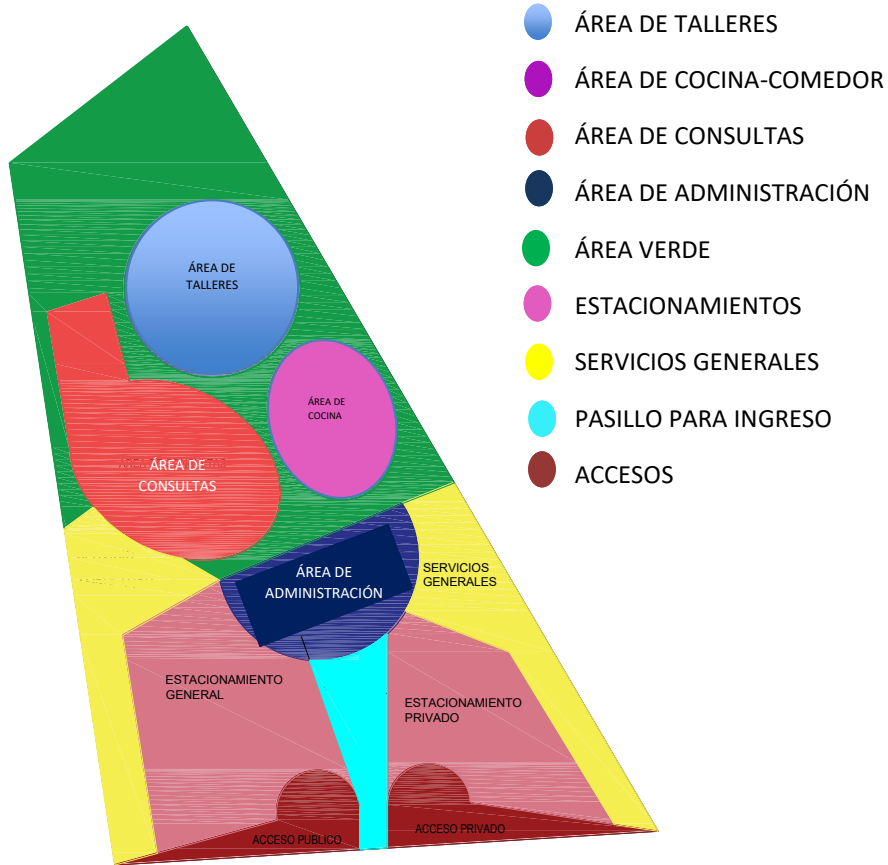 ÁREA DE TALLERES
ÁREA DE COCINA-COMEDOR
ÁREA DE CONSULTAS
ÁREA DE ADMINISTRACIÓN
ÁREA VERDE
ESTACIONAMIENTOS
SERVICIOS GENERALES
PASILLO PARA INGRESO
ACCESOS
ÁREA DE
TALLERES
ÁREA DE
COCINA
ÁREA DE
CONSULTAS
ÁREA DE
ADMINISTRACIÓN
SERVICIOS
GENERALES
ESTACIONAMIENTO
GENERAL
ESTACIONAMIENTO
PRIVADO
ACCESO PUBLICO
ACCESO PRIVADO